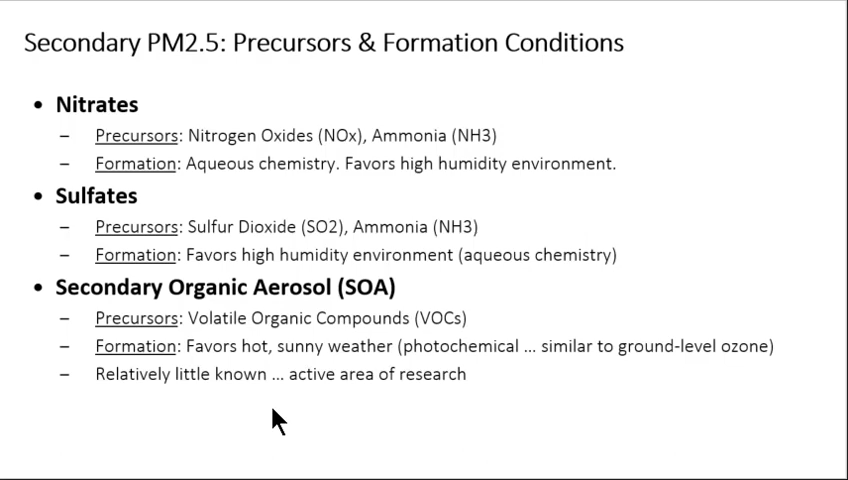 Secondary PM2.5: Precursors & Formation Conditions
• Nitrates
– Precursors: Nitrogen Oxides (NOx), Ammonia (NH3)
– Formation: Aqueous chemistry. Favors high humidity environment.
• Sulfates
– Precursors: Sulfur Dioxide (SO2), Ammonia (NH3)
– Formation: Favors high humidity environment (aqueous chemistry)
• Secondary Organic Aerosol (SOA)
– Precursors: Volatile Organic Compounds (VOCs)
– Formation: Favors hot, sunny weather (photochemical ... similar to ground-level ozone)
– Relatively little known ... active area of research